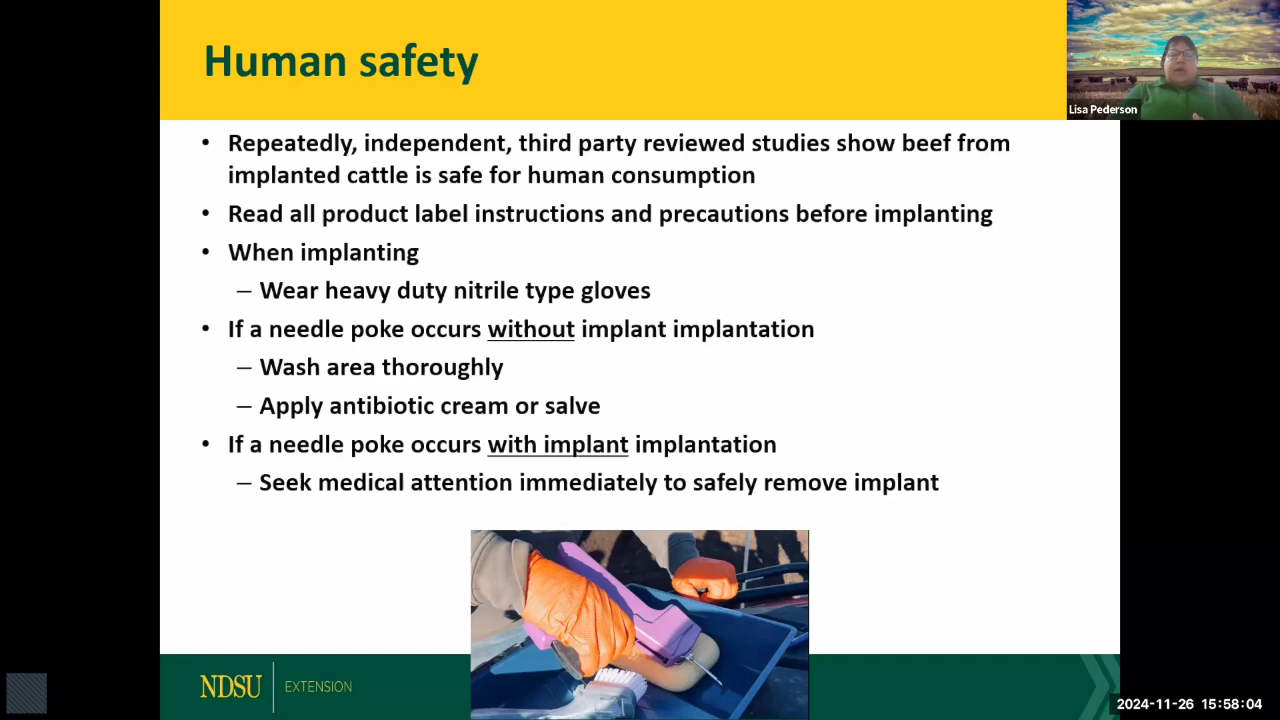 Human safety
Lisa Pederson
• Repeatedly, independent, third party reviewed studies show beef from
implanted cattle is safe for human consumption
• Read all product label instructions and precautions before implanting
• When implanting
– Wear heavy duty nitrile type gloves
• If a needle poke occurs without implant implantation
– Wash area thoroughly
– Apply antibiotic cream or salve
• If a needle poke occurs with implant implantation
– Seek medical attention immediately to safely remove implant
NDSU EXTENSION
2024-11-26 15:58:04